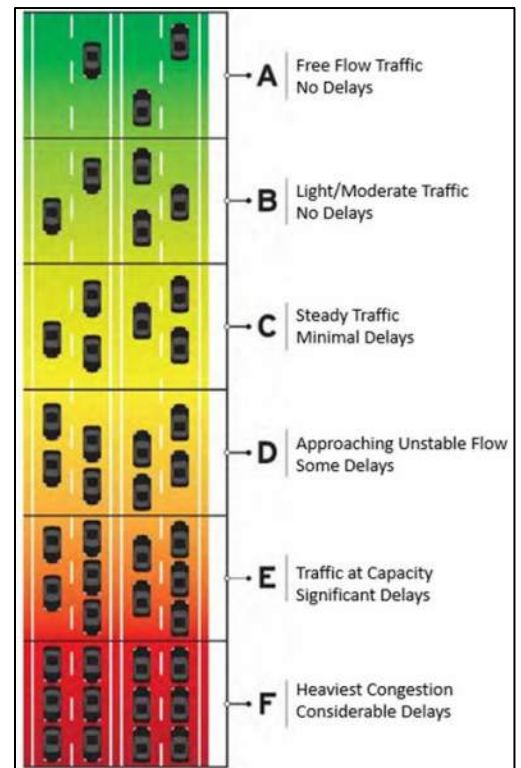 A
Free Flow Traffic
No Delays
B
Light/Moderate Traffic
No Delays
C
Steady Traffic
Minimal Delays
D
Approaching Unstable Flow
Some Delays
E
Traffic at Capacity
Significant Delays
F
Heaviest Congestion
Considerable Delays